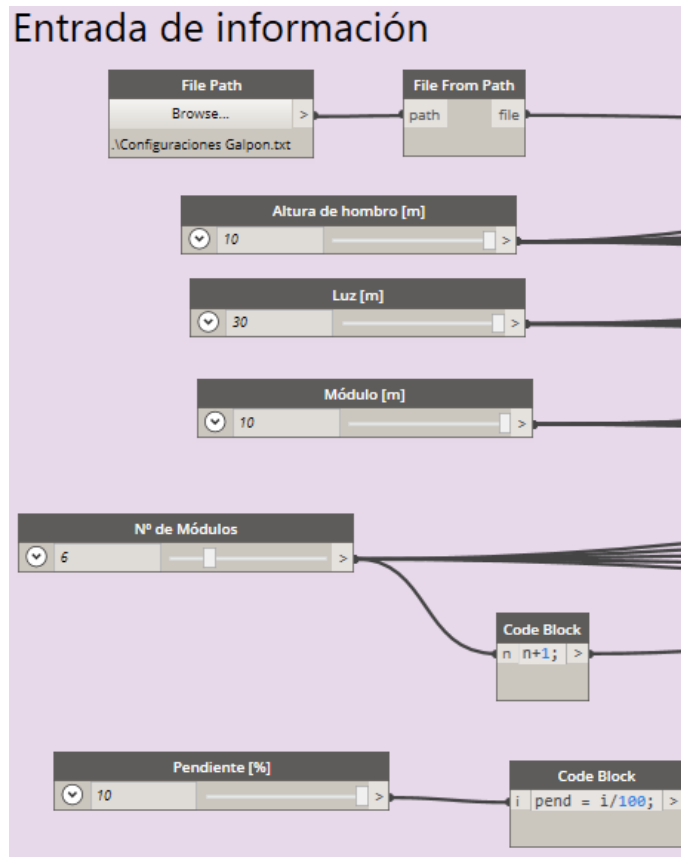 Entrada de información
File Path
Browse... >
.\Configuraciones Galpon.txt
File From Path
path file
Altura de hombro [m]
10 >
Luz [m]
30 >
Módulo [m]
10 >
Nº de Módulos
6 >
Code Block
n n+1; >
Pendiente [%]
10 >
Code Block
i pend = i/100; >